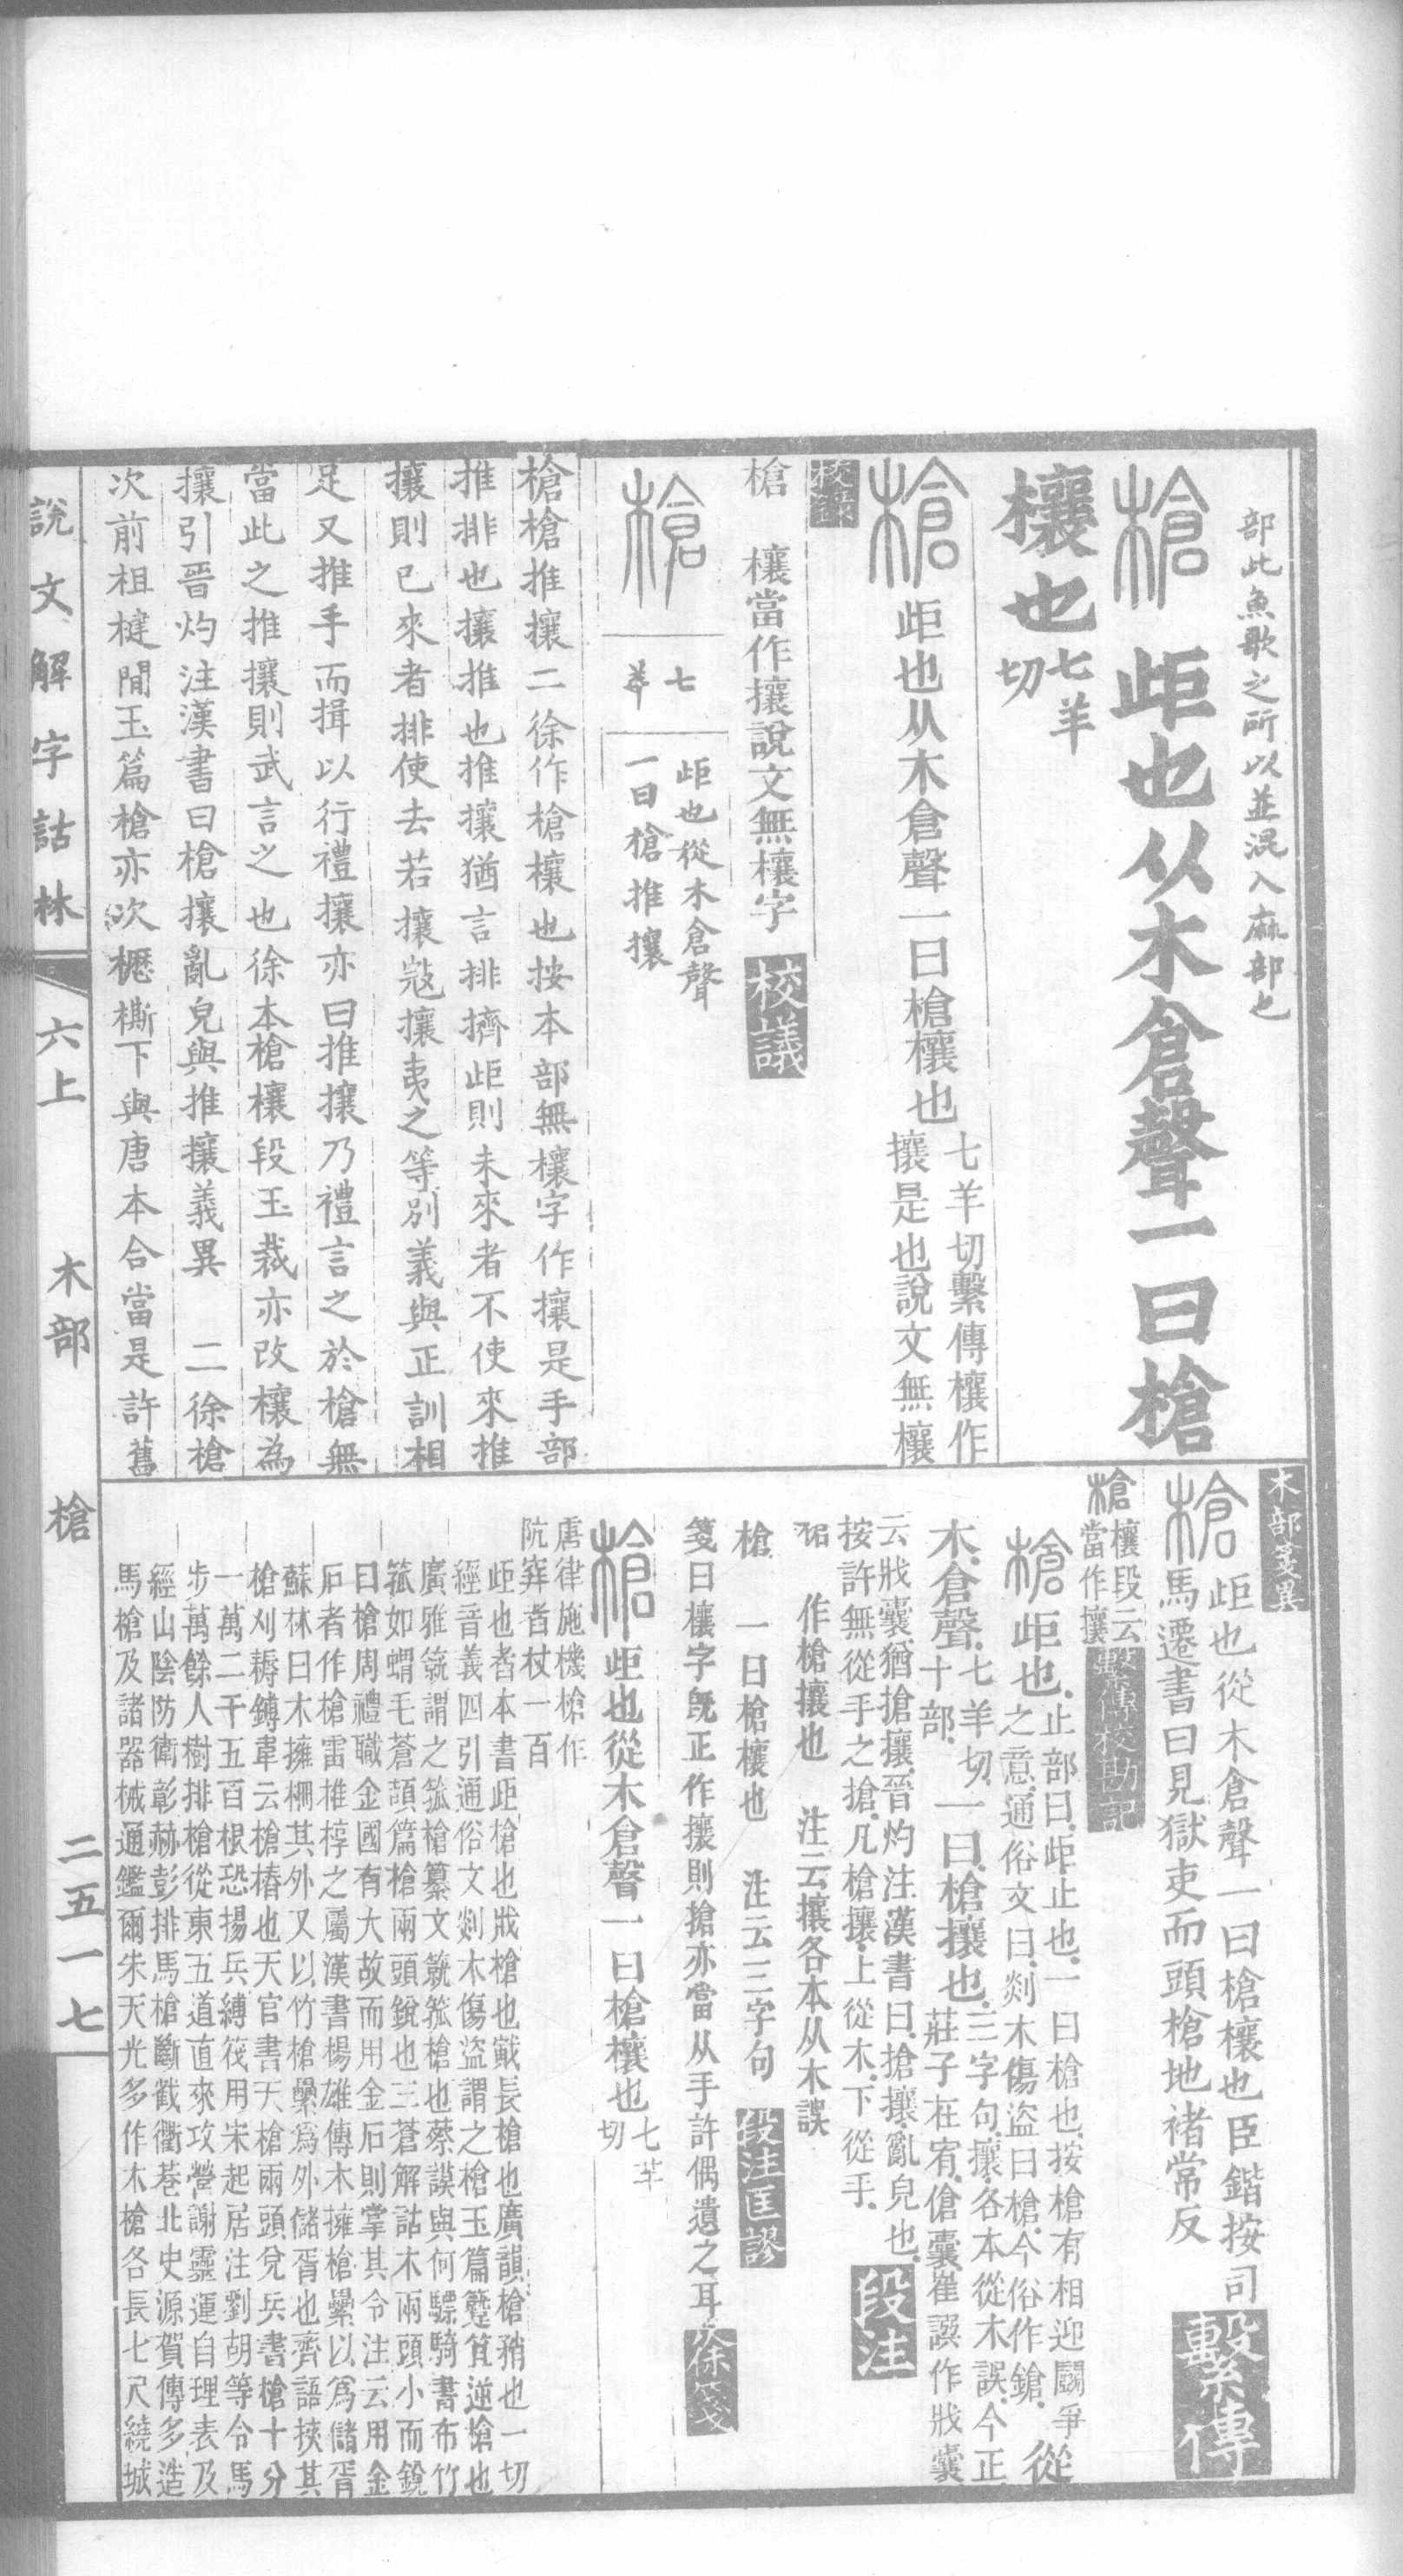 部此魚歌之所以並混入麻部也
槍 歫也从木倉聲一曰槍
欀也七羊切
槍 歫也从木倉聲一曰槍欀也七羊切繫傳欀作
攘是也說文無欀
校錄
槍 欀當作攘說文無欀字 校議
槍 七羊 歫也從木倉聲
一曰槍推攘
槍槍推攘二徐作槍欀也按本部無欀字作攘是手部
推排也攘推也推攘猶言排擠歫則未來者不使來推
攘則已來者排使去若攘寇攘夷之等別義與正訓相
足又推手而揖以行禮攘亦曰推攘乃禮言之於槍無
當此之推攘則武言之也徐本槍欀段玉裁亦改欀為
攘引晉灼注漢書曰槍攘亂皃與推攘義異 二徐槍
次前柤楗間玉篇槍亦次櫪㯕下與唐本合當是許舊
木部箋異
槍 歫也從木倉聲一曰槍欀也臣鍇按司
馬遷書曰見獄吏而頭槍地褚常反 繫傳
槍 欀段云
當作攘 繫傳校勘記
槍 歫也止部曰歫止也一曰槍也按槍有相迎鬭爭
之意通俗文曰剡木傷盜曰槍今俗作鎗 從
木倉聲七羊切十部一曰槍攘也三字句攘各本從木誤今正
莊子在宥傖囊崔譔作戕囊
云戕囊猶搶攘晉灼注漢書曰搶攘亂皃也
按許無從手之搶凡槍攘上從木下從手 段注
作槍攘也 注云攘各本从木誤
槍 一曰槍欀也 注云三字句 段注匡謬
箋曰欀字旣正作攘則搶亦當从手許偶遺之耳 徐箋
槍 歫也從木倉聲一曰槍欀也七羊切
唐律施機槍作
阬穽者杖一百
歫也者本書歫槍也戕槍也㦰長槍也廣韻槍矟也一切
經音義四引通俗文剡木傷盜謂之槍玉篇䇾笡逆槍也
廣雅簯謂之箛槍纂文簯箛槍也蔡謨與何驃騎書布竹
箛如蝟毛蒼頡篇槍兩頭銳也三蒼解詁木兩頭小而銳
曰槍周禮職金國有大故而用金石則掌其令注云用金
石者作槍雷椎椁之屬漢書楊雄傳木擁槍纍以爲儲胥
蘇林曰木擁柵其外又以竹槍纍爲外儲胥也齊語挾其
槍刈耨鎛韋云槍樁也天官書天槍兩頭兌兵書槍十分
一萬二千五百根恐揚兵縛筏用宋起居注劉胡等令馬
步萬餘人樹排槍從東五道直來攻營謝靈運自理表及
經山陰防衛彰赫彭排馬槍斷截衢巷北史源賀傳多造
馬槍及諸器械通鑑爾朱天光多作木槍各長七尺繞城
說文解字詁林 六上 木部 槍 二五一七